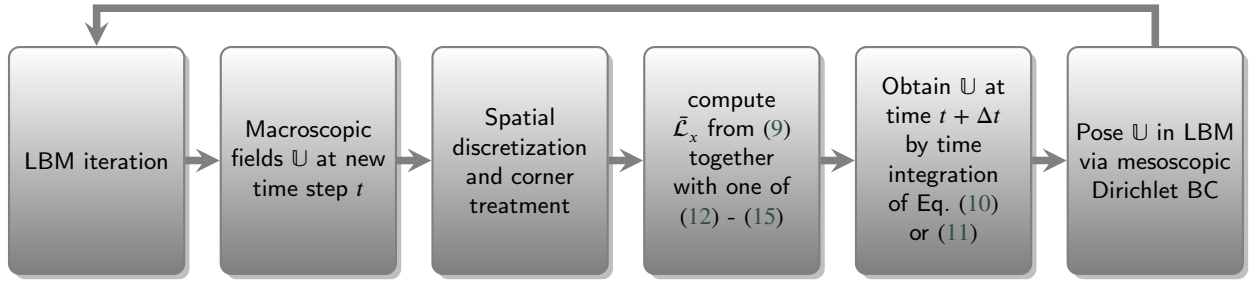 LBM iteration
Macroscopic
fields 𝕌 at new
time step t
Spatial
discretization
and corner
treatment
compute
ℒ̄ₓ from (9)
together
with one of
(12) - (15)
Obtain 𝕌 at
time t + Δt
by time
integration
of Eq. (10)
or (11)
Pose 𝕌 in LBM
via mesoscopic
Dirichlet BC